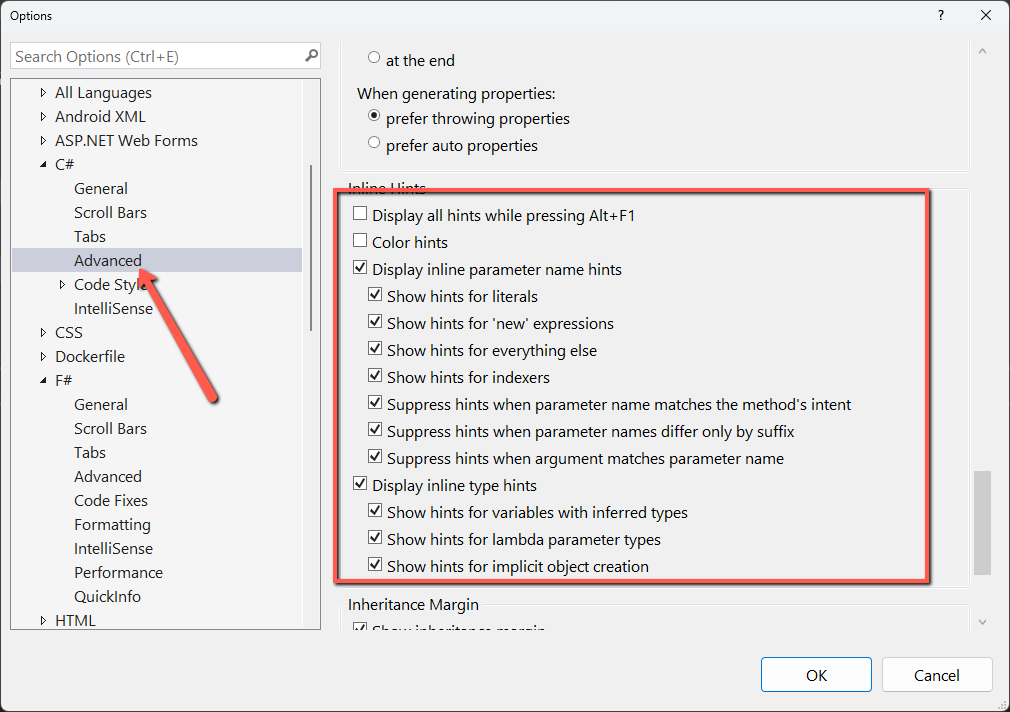 Options
?
Search Options (Ctrl+E)
All Languages
Android XML
ASP.NET Web Forms
C#
General
Scroll Bars
Tabs
Advanced
Code Style
IntelliSense
CSS
Dockerfile
F#
General
Scroll Bars
Tabs
Advanced
Code Fixes
Formatting
IntelliSense
Performance
QuickInfo
HTML
at the end
When generating properties:
prefer throwing properties
prefer auto properties
Inline Hints
Display all hints while pressing Alt+F1
Color hints
Display inline parameter name hints
Show hints for literals
Show hints for 'new' expressions
Show hints for everything else
Show hints for indexers
Suppress hints when parameter name matches the method's intent
Suppress hints when parameter names differ only by suffix
Suppress hints when argument matches parameter name
Display inline type hints
Show hints for variables with inferred types
Show hints for lambda parameter types
Show hints for implicit object creation
Inheritance Margin
Show inheritance margin
OK
Cancel